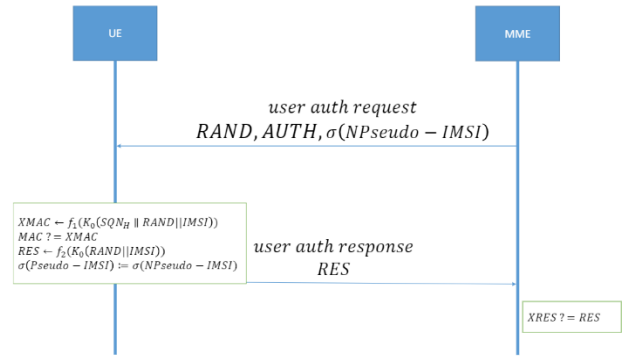 UE
MME
user auth request
RAND, AUTH, σ(NPseudo − IMSI)
XMAC ← f₁(K₀(SQN_H ∥ RAND||IMSI))
MAC ? = XMAC
RES ← f₂(K₀(RAND||IMSI))
σ(Pseudo − IMSI) ≔ σ(NPseudo − IMSI)
user auth response
RES
XRES ? = RES